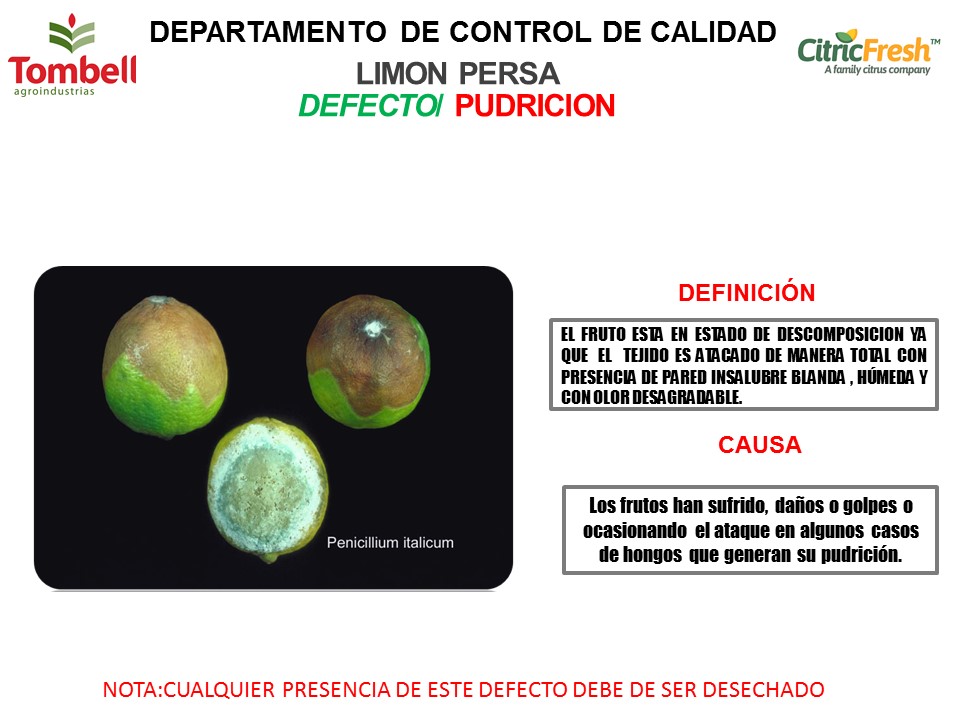 DEPARTAMENTO DE CONTROL DE CALIDAD
Tombell
agroindustrias
CitricFresh™
A family citrus company
LIMON PERSA
DEFECTO/ PUDRICION
DEFINICIÓN
EL FRUTO ESTA EN ESTADO DE DESCOMPOSICION YA
QUE EL TEJIDO ES ATACADO DE MANERA TOTAL CON
PRESENCIA DE PARED INSALUBRE BLANDA , HÚMEDA Y
CON OLOR DESAGRADABLE.
CAUSA
Los frutos han sufrido, daños o golpes o
ocasionando el ataque en algunos casos
de hongos que generan su pudrición.
Penicillium italicum
NOTA:CUALQUIER PRESENCIA DE ESTE DEFECTO DEBE DE SER DESECHADO